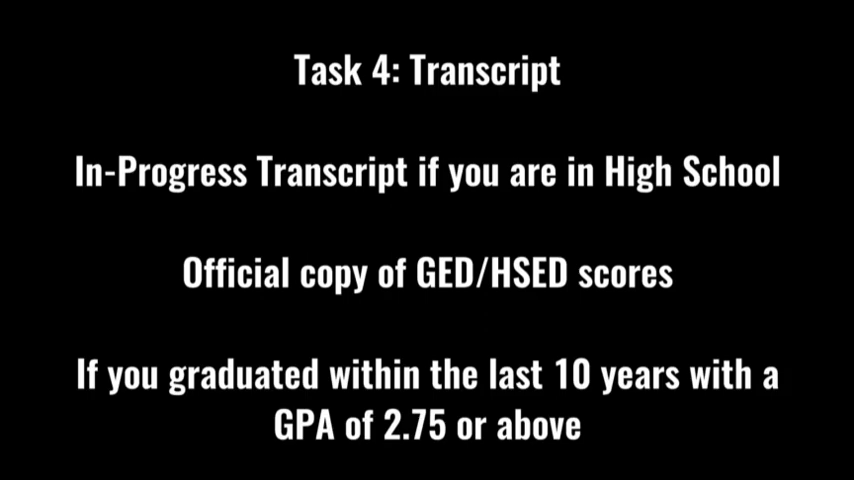 Task 4: Transcript
In-Progress Transcript if you are in High School
Official copy of GED/HSED scores
If you graduated within the last 10 years with a
GPA of 2.75 or above